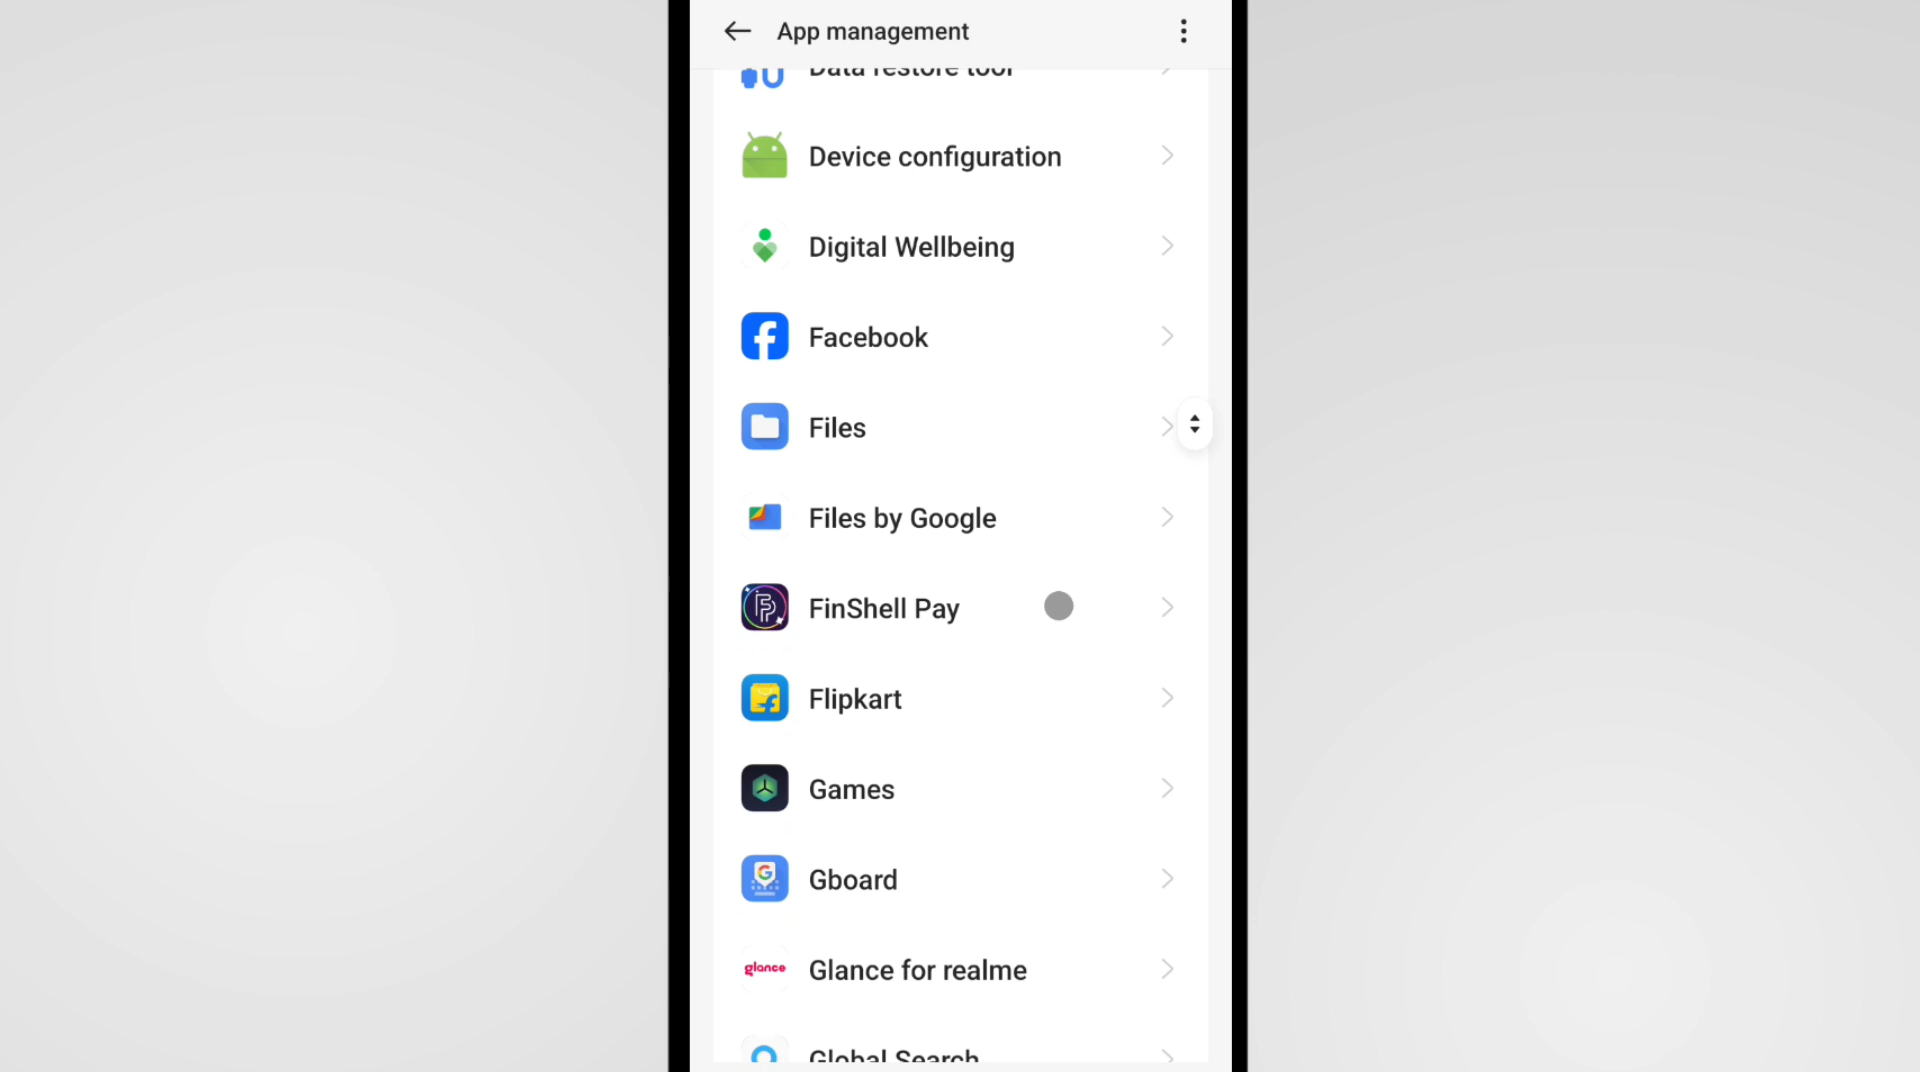 App management
Data restore tool
Device configuration
Digital Wellbeing
Facebook
Files
Files by Google
FinShell Pay
Flipkart
Games
Gboard
glance
Glance for realme
Global Search